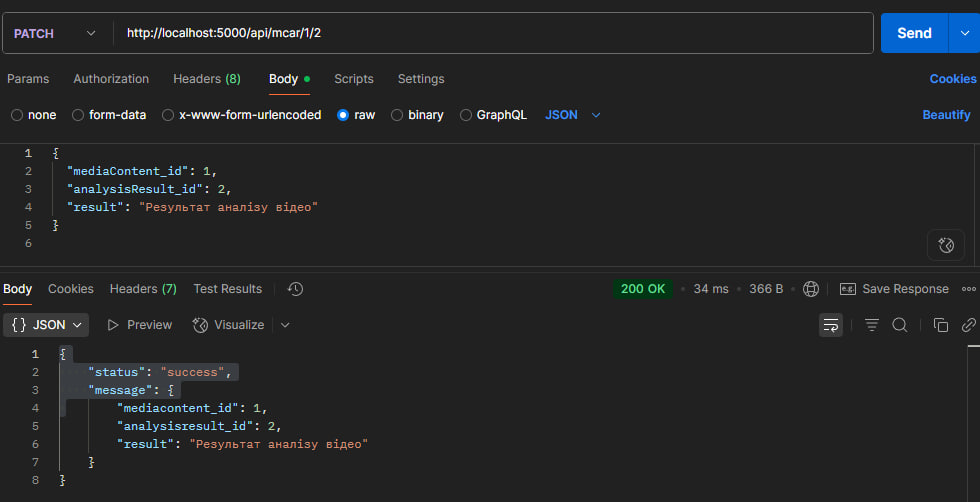 PATCH http://localhost:5000/api/mcar/1/2 Send
Params Authorization Headers (8) Body Scripts Settings Cookies
none form-data x-www-form-urlencoded raw binary GraphQL JSON Beautify
1 {
2 "mediaContent_id": 1,
3 "analysisResult_id": 2,
4 "result": "Результат аналізу відео"
5 }
6
Body Cookies Headers (7) Test Results 200 OK • 34 ms • 366 B • e.g. Save Response
{} JSON Preview Visualize
1 {
2 "status": "success",
3 "message": {
4 "mediacontent_id": 1,
5 "analysisresult_id": 2,
6 "result": "Результат аналізу відео"
7 }
8 }